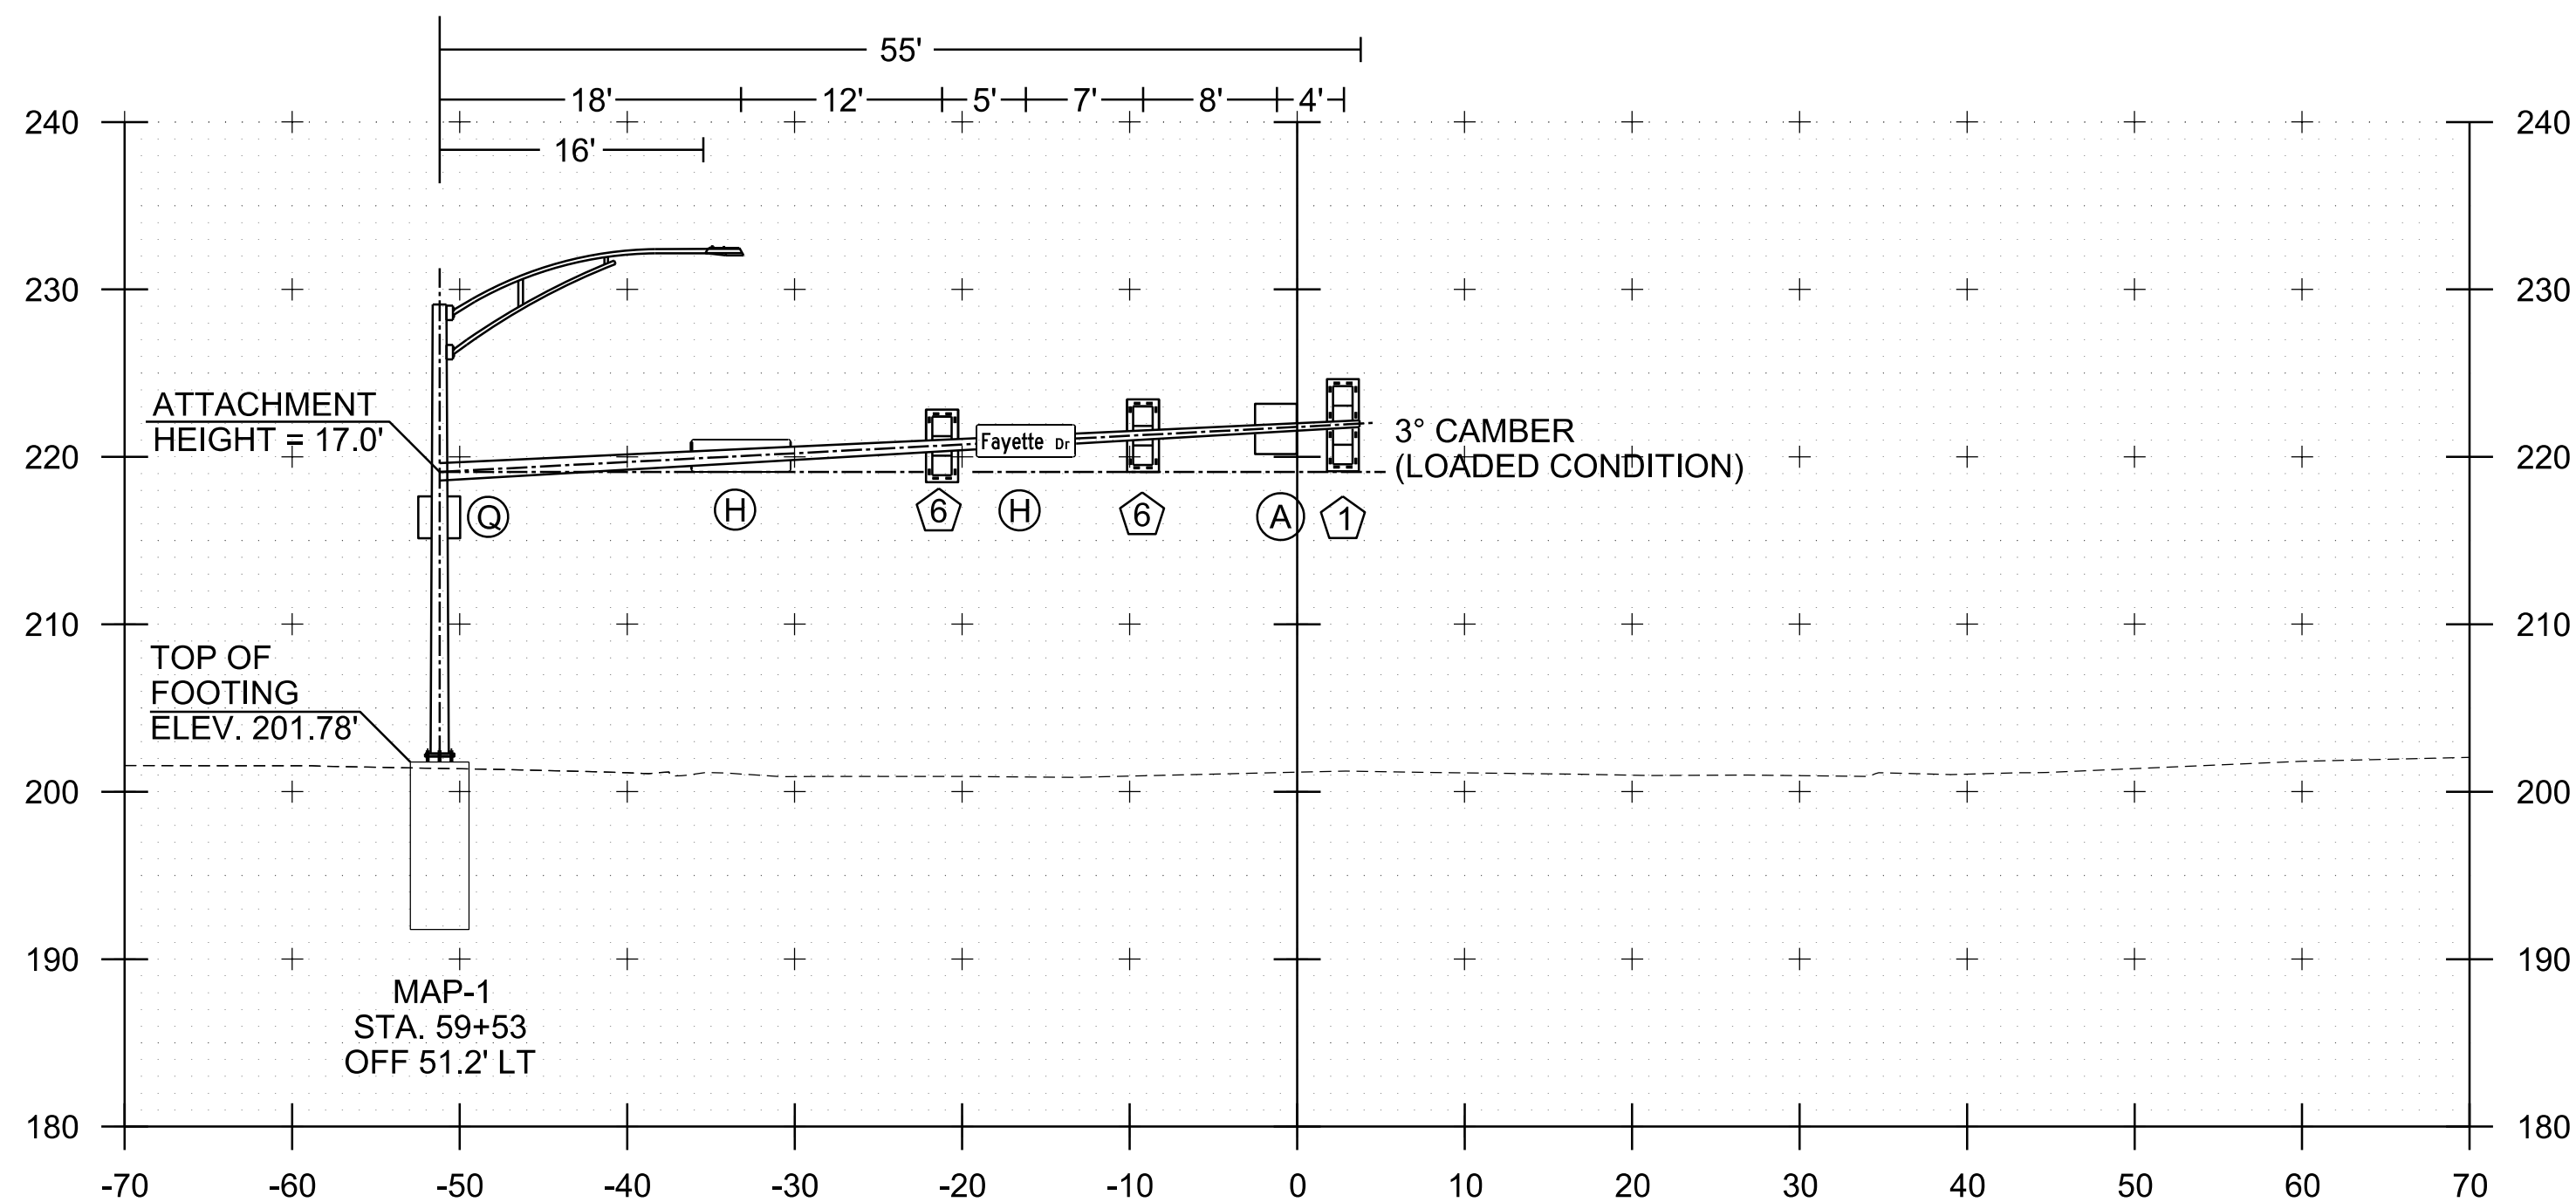 55'
18' 12' 5' 7' 8' 4'
16'
240 240
230 230
ATTACHMENT
HEIGHT = 17.0'
3° CAMBER
(LOADED CONDITION)
Fayette Dr
220 220
Q H 6 H 6 A 1
210 210
TOP OF
FOOTING
ELEV. 201.78'
200 200
190 190
MAP-1
STA. 59+53
OFF 51.2' LT
180 180
-70 -60 -50 -40 -30 -20 -10 0 10 20 30 40 50 60 70